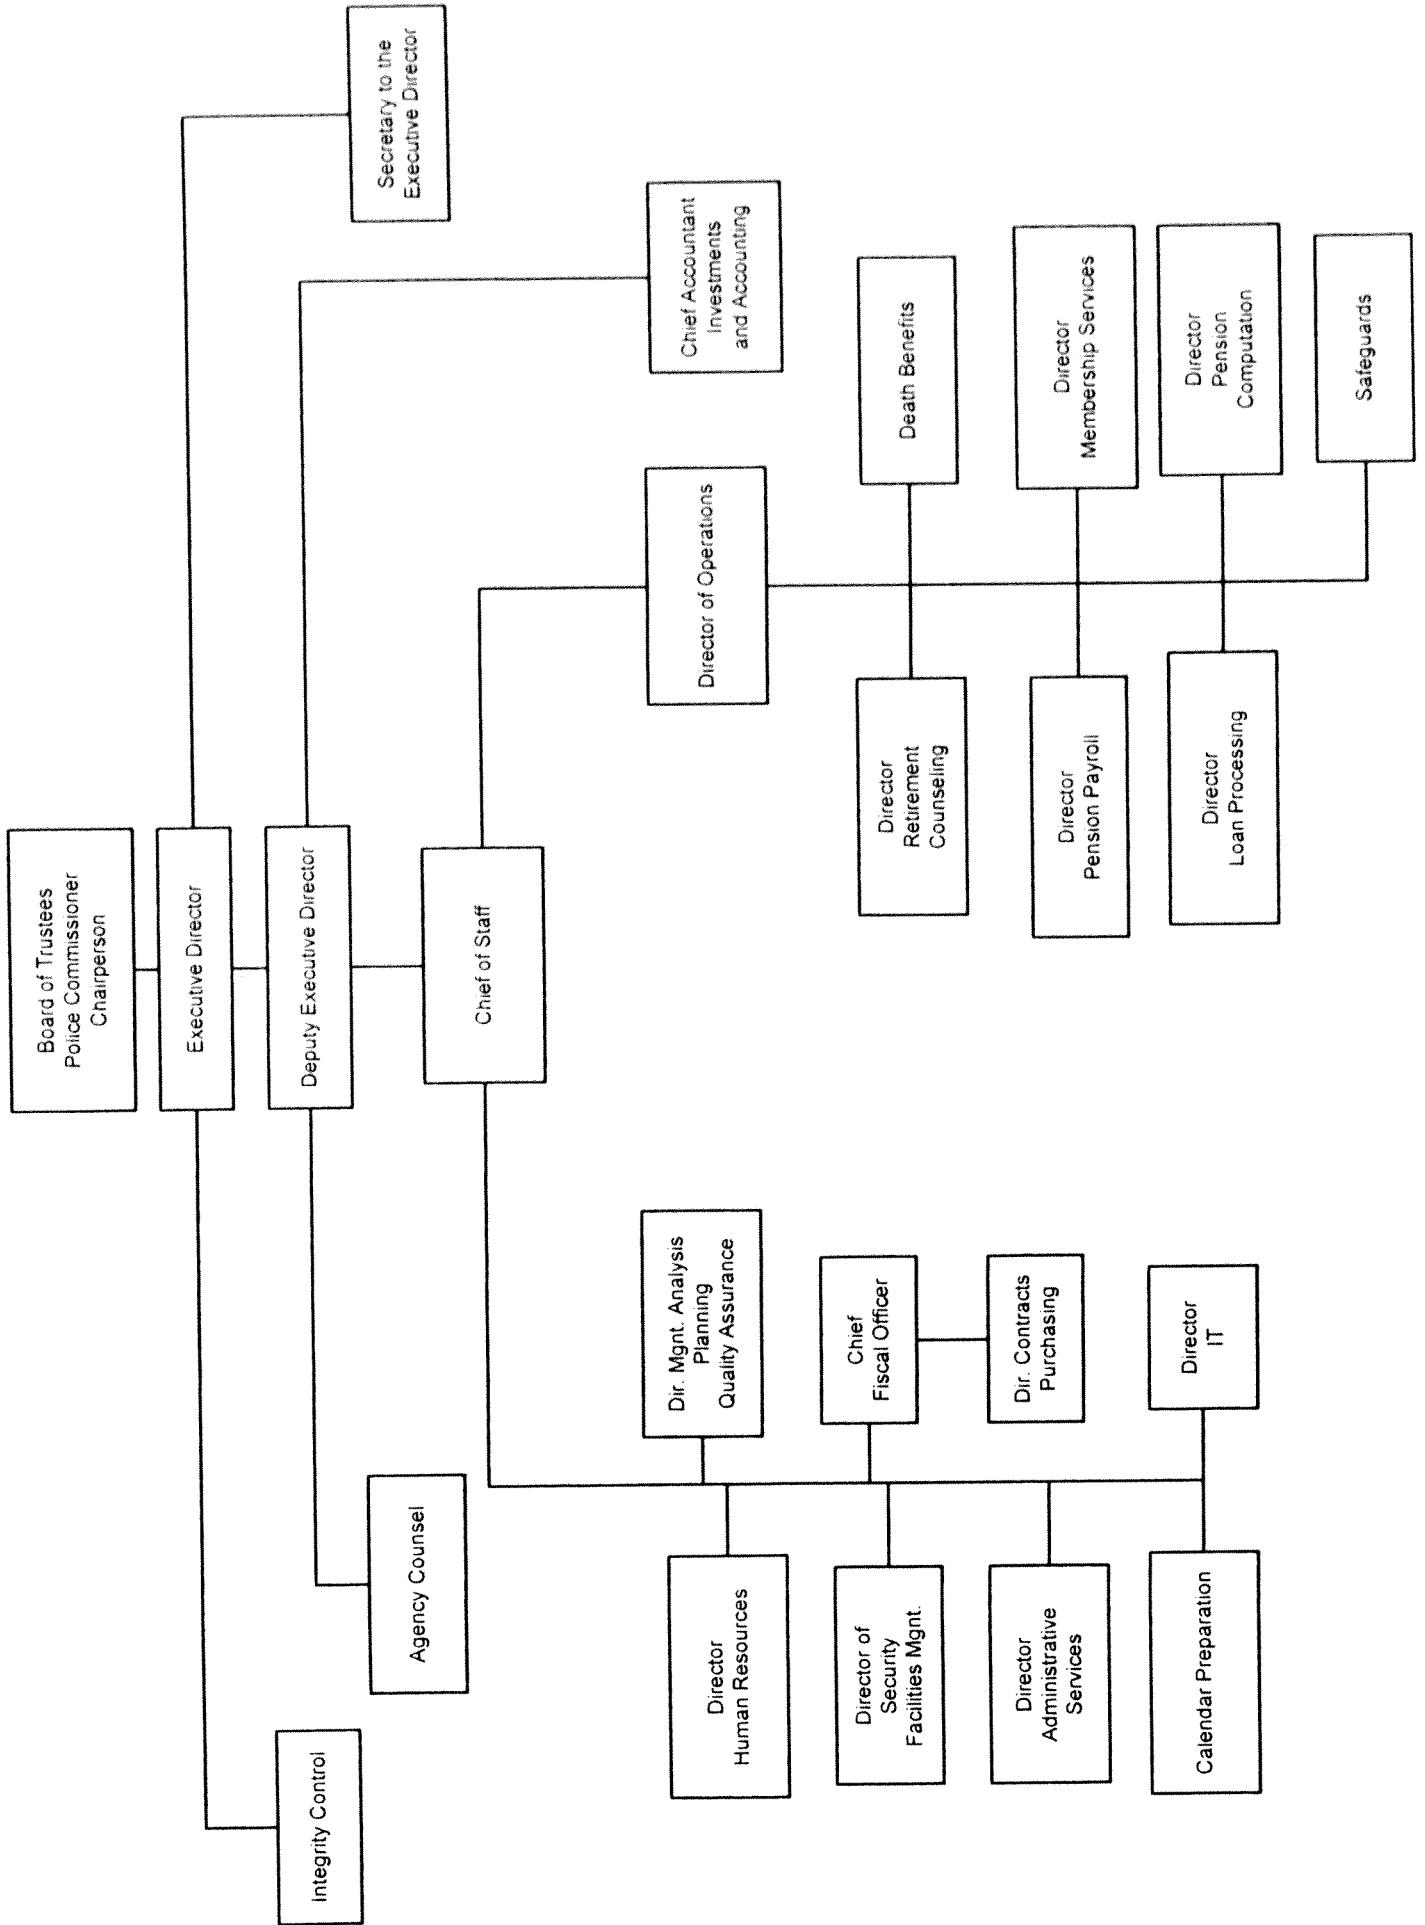 Board of Trustees
Police Commissioner
Chairperson
Executive Director
Secretary to the
Executive Director
Integrity Control
Deputy Executive Director
Agency Counsel
Chief Accountant
Investments
and Accounting
Chief of Staff
Dir. Mgnt. Analysis
Planning
Quality Assurance
Director
Human Resources
Chief
Fiscal Officer
Director of
Security
Facilities Mgnt.
Dir. Contracts
Purchasing
Director
Administrative
Services
Director
IT
Calendar Preparation
Director of Operations
Director
Retirement
Counseling
Death Benefits
Director
Pension Payroll
Director
Membership Services
Director
Loan Processing
Director
Pension
Computation
Safeguards